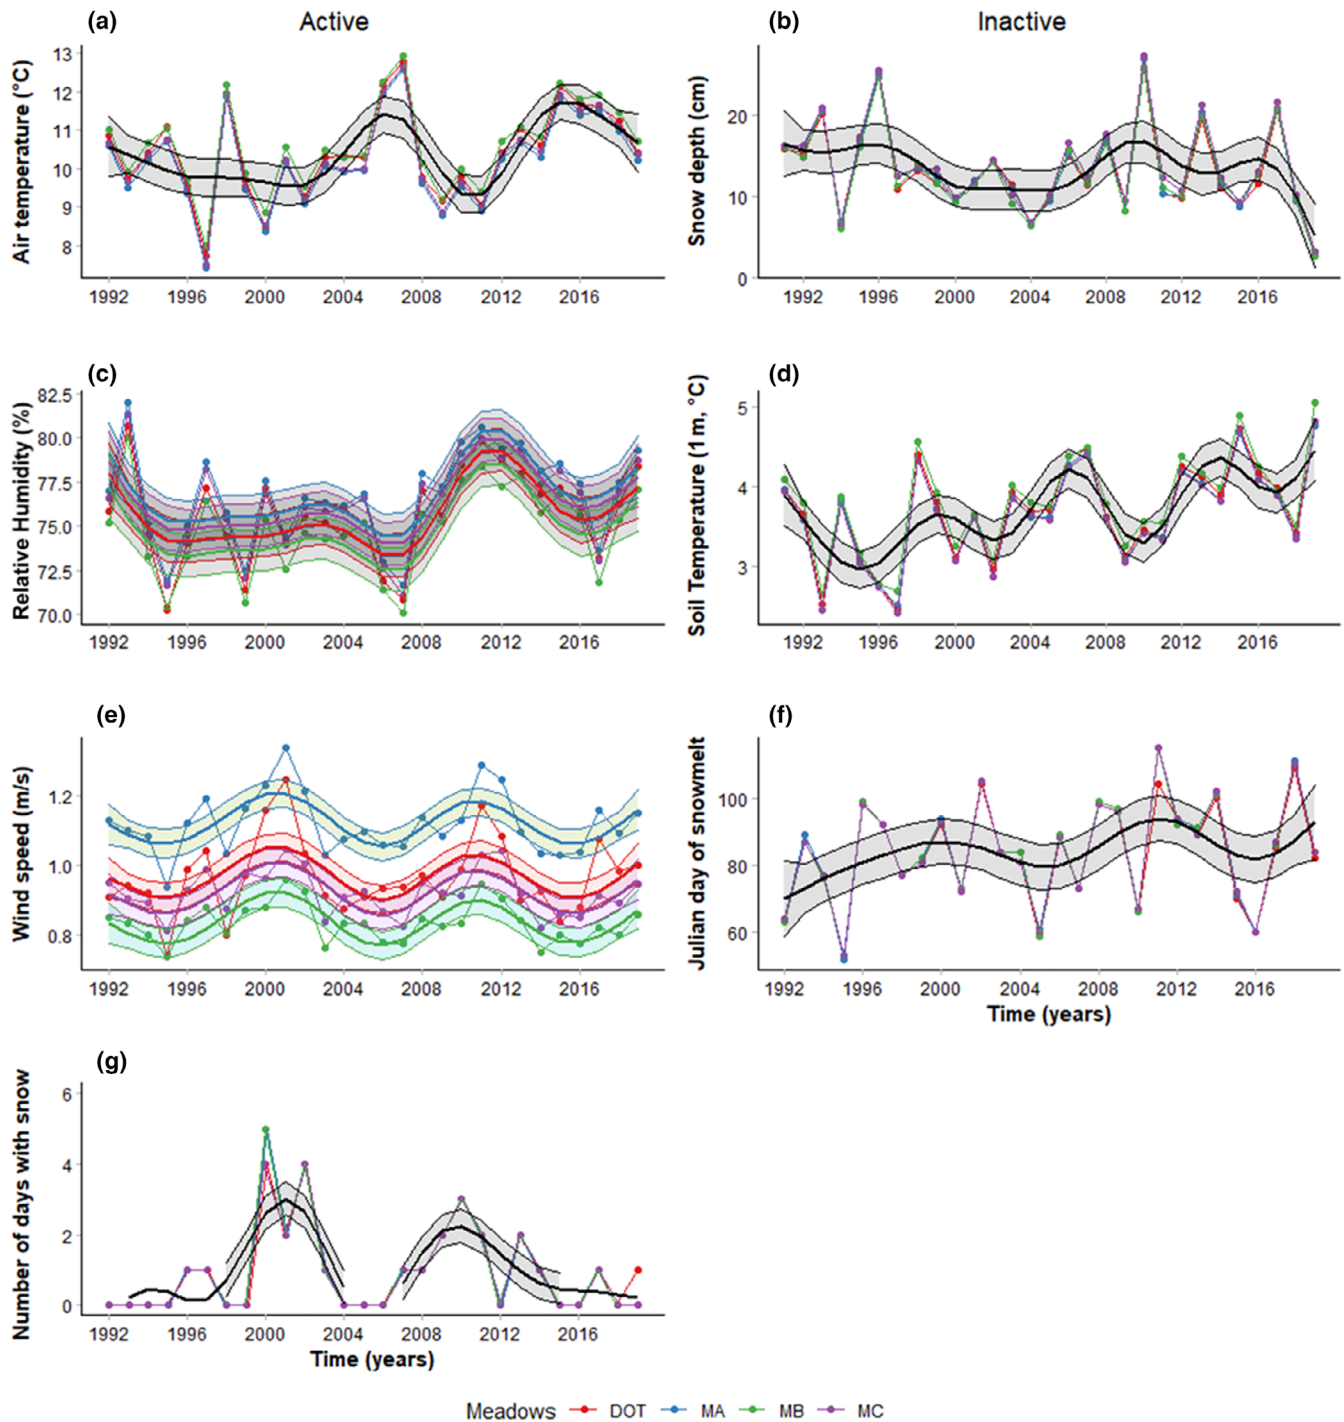 (a) Active (b) Inactive
Air temperature (°C)
13
12
11
10
9
8
1992 1996 2000 2004 2008 2012 2016
Snow depth (cm)
20
10
0
1992 1996 2000 2004 2008 2012 2016
(c)
Relative Humidity (%)
82.5
80.0
77.5
75.0
72.5
70.0
1992 1996 2000 2004 2008 2012 2016
(d)
Soil Temperature (1 m, °C)
5
4
3
1992 1996 2000 2004 2008 2012 2016
(e)
Wind speed (m/s)
1.2
1.0
0.8
1992 1996 2000 2004 2008 2012 2016
(f)
Julian day of snowmelt
100
80
60
1992 1996 2000 2004 2008 2012 2016
Time (years)
(g)
Number of days with snow
6
4
2
0
1992 1996 2000 2004 2008 2012 2016
Time (years)
Meadows DOT MA MB MC